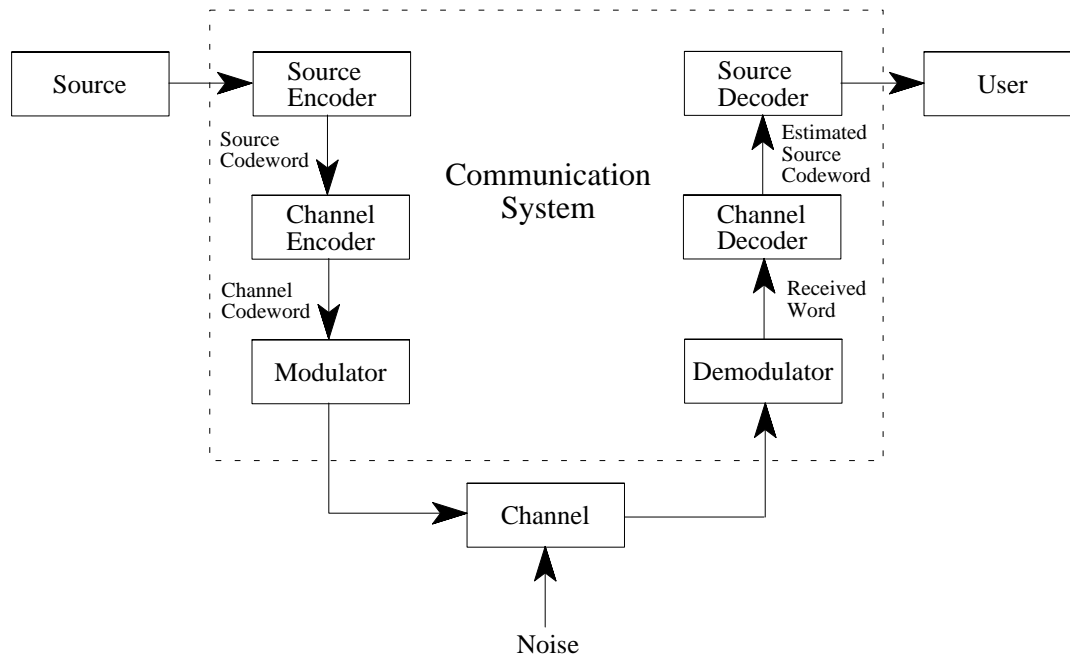 Source
Source
Encoder
Source
Decoder
User
Source
Codeword
Estimated
Source
Codeword
Communication
System
Channel
Encoder
Channel
Decoder
Channel
Codeword
Received
Word
Modulator
Demodulator
Channel
Noise